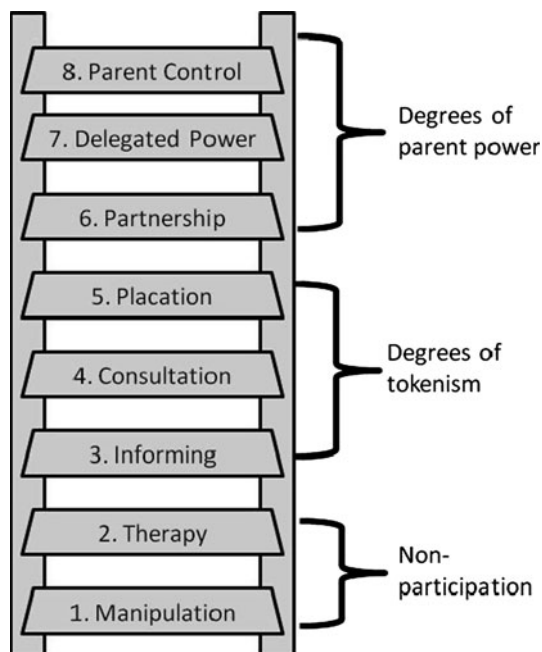 8. Parent Control
7. Delegated Power
6. Partnership
Degrees of
parent power
5. Placation
4. Consultation
3. Informing
Degrees of
tokenism
2. Therapy
1. Manipulation
Non-
participation